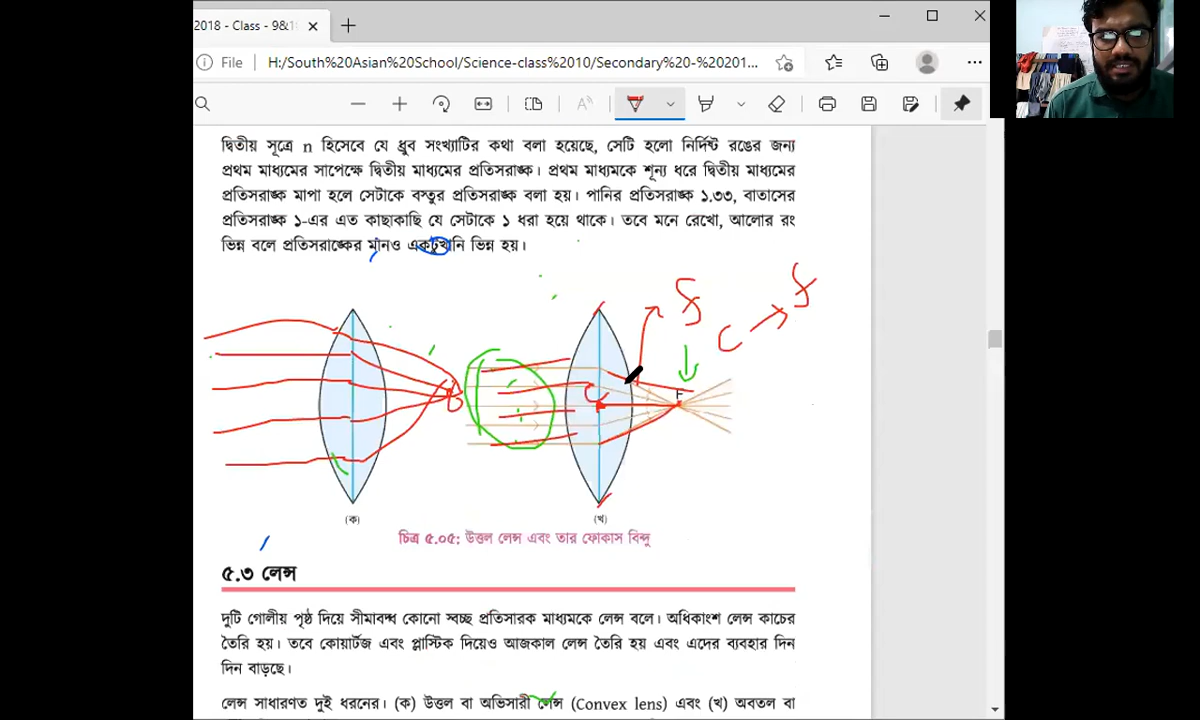 2018 - Class - 9&1
File H:/South%20Asian%20School/Science-class%2010/Secondary%20-%20201...
দ্বিতীয় সূত্রে n হিসেবে যে ধ্রুব সংখ্যাটির কথা বলা হয়েছে, সেটি হলো নির্দিষ্ট রঙের জন্য
প্রথম মাধ্যমের সাপেক্ষে দ্বিতীয় মাধ্যমের প্রতিসরাঙ্ক। প্রথম মাধ্যমকে শূন্য ধরে দ্বিতীয় মাধ্যমের
প্রতিসরাঙ্ক মাপা হলে সেটাকে বস্তুর প্রতিসরাঙ্ক বলা হয়। পানির প্রতিসরাঙ্ক ১.৩৩, বাতাসের
প্রতিসরাঙ্ক ১-এর এত কাছাকাছি যে সেটাকে ১ ধরা হয়ে থাকে। তবে মনে রেখো, আলোর রং
ভিন্ন বলে প্রতিসরাঙ্কের মানও একটুখানি ভিন্ন হয়।
f
C → f
C
F
(ক)
(খ)
চিত্র ৫.০৫: উত্তল লেন্স এবং তার ফোকাস বিন্দু
৫.৩ লেন্স
দুটি গোলীয় পৃষ্ঠ দিয়ে সীমাবদ্ধ কোনো স্বচ্ছ প্রতিসারক মাধ্যমকে লেন্স বলে। অধিকাংশ লেন্স কাচের
তৈরি হয়। তবে কোয়ার্টজ এবং প্লাস্টিক দিয়েও আজকাল লেন্স তৈরি হয় এবং এদের ব্যবহার দিন
দিন বাড়ছে।
লেন্স সাধারণত দুই ধরনের। (ক) উত্তল বা অভিসারী লেন্স (Convex lens) এবং (খ) অবতল বা